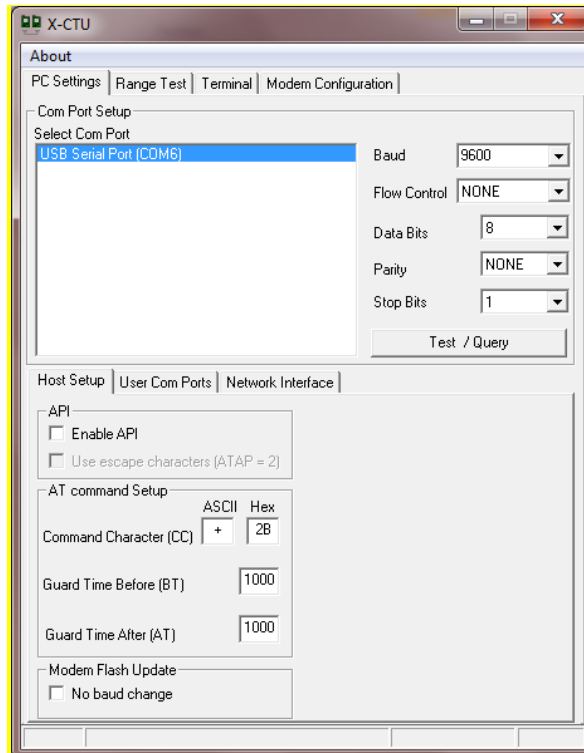 X-CTU
About
PC Settings Range Test Terminal Modem Configuration
Com Port Setup
Select Com Port
USB Serial Port (COM6)
Baud 9600
Flow Control NONE
Data Bits 8
Parity NONE
Stop Bits 1
Test / Query
Host Setup User Com Ports Network Interface
API
Enable API
Use escape characters (ATAP = 2)
AT command Setup
ASCII Hex
Command Character (CC) + 2B
Guard Time Before (BT) 1000
Guard Time After (AT) 1000
Modem Flash Update
No baud change